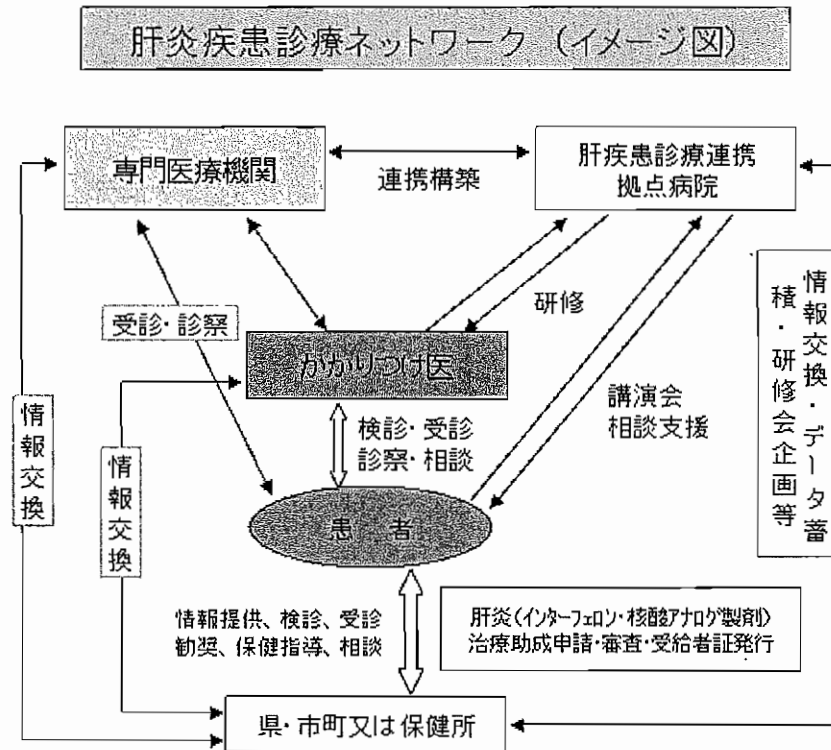 肝炎疾患診療ネットワーク（イメージ図）
専門医療機関
連携構築
肝疾患診療連携
拠点病院
受診・診察
研修
かかりつけ医
講演会
相談支援
情報交換・データ蓄
積・研修会企画等
検診・受診
診察・相談
情報交換
情報交換
患者
情報提供、検診、受診
勧奨、保健指導、相談
肝炎（インターフェロン・核酸アナログ製剤）
治療助成申請・審査・受給者証発行
県・市町又は保健所